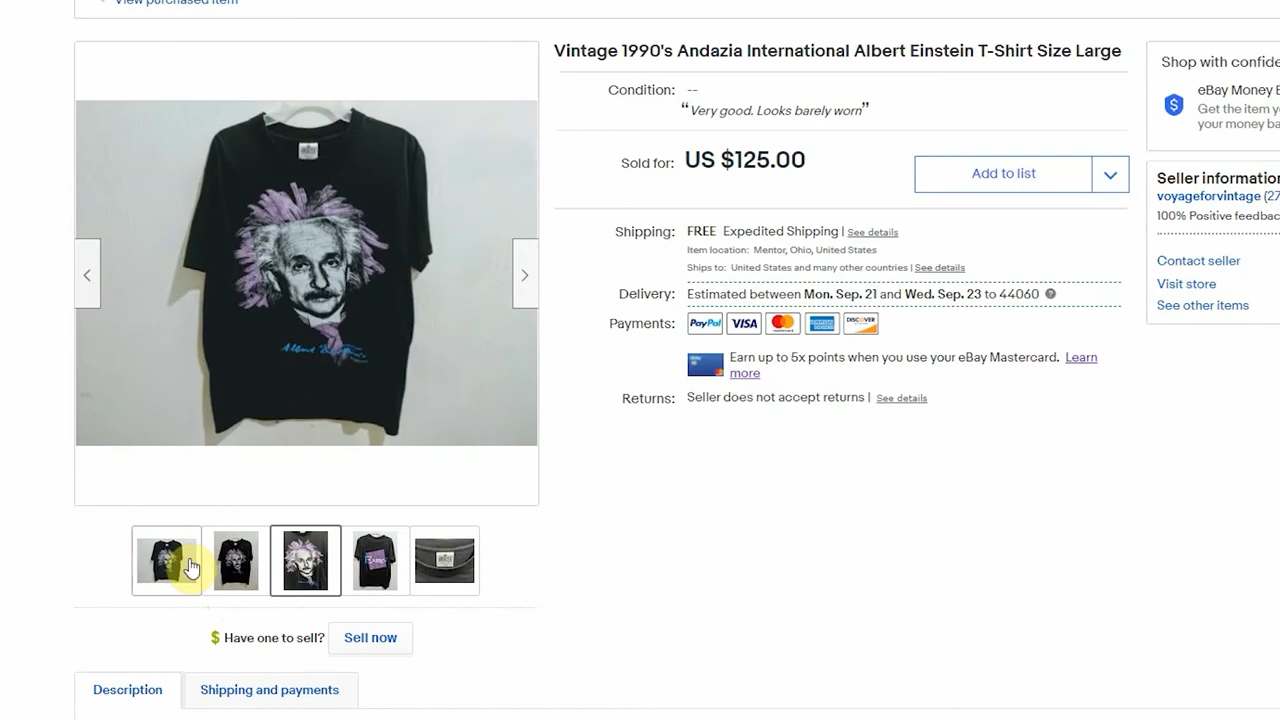 View purchased item
Vintage 1990's Andazia International Albert Einstein T-Shirt Size Large
Condition: --
“Very good. Looks barely worn”
Sold for: US $125.00
Add to list
Shipping: FREE Expedited Shipping | See details
Item location: Mentor, Ohio, United States
Ships to: United States and many other countries | See details
Delivery: Estimated between Mon. Sep. 21 and Wed. Sep. 23 to 44060
Payments: PayPal VISA DISCOVER
Earn up to 5x points when you use your eBay Mastercard. Learn
more
Returns: Seller does not accept returns | See details
Shop with confide
eBay Money
Get the item y
your money ba
Seller information
voyageforvintage (27
100% Positive feedbac
Contact seller
Visit store
See other items
Albert
$ Have one to sell? Sell now
Description
Shipping and payments